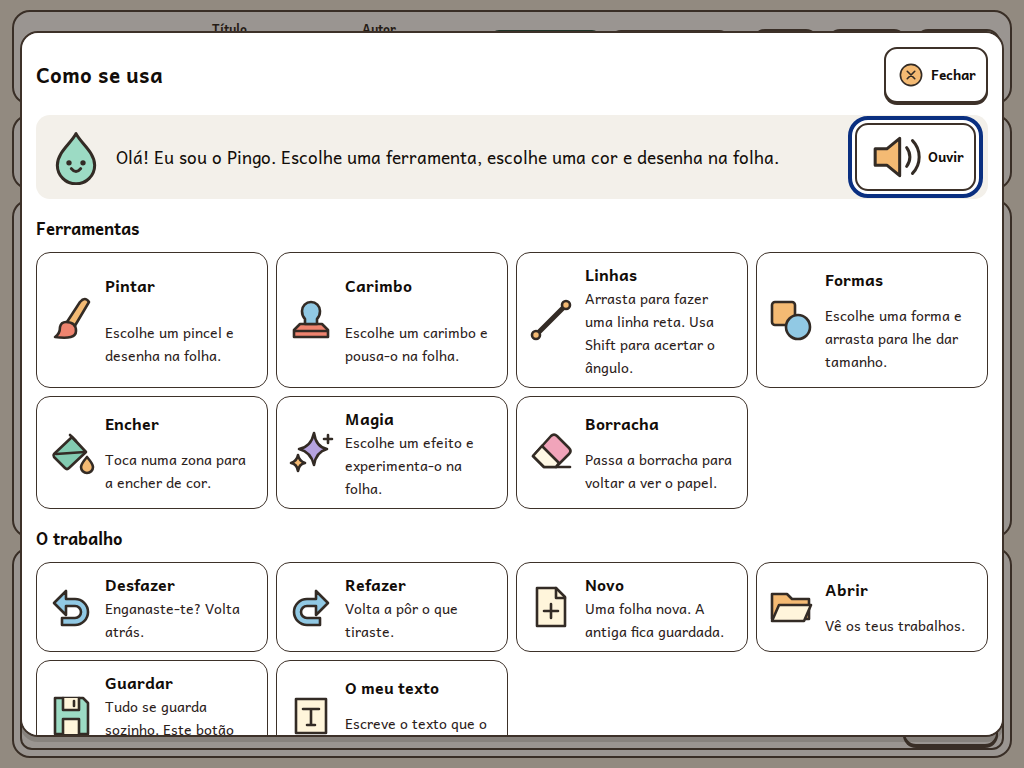 Título Autor
Como se usa
Fechar
Olá! Eu sou o Pingo. Escolhe uma ferramenta, escolhe uma cor e desenha na folha.
Ouvir
Ferramentas
Pintar
Escolhe um pincel e
desenha na folha.
Carimbo
Escolhe um carimbo e
pousa-o na folha.
Linhas
Arrasta para fazer
uma linha reta. Usa
Shift para acertar o
ângulo.
Formas
Escolhe uma forma e
arrasta para lhe dar
tamanho.
Encher
Toca numa zona para
a encher de cor.
Magia
Escolhe um efeito e
experimenta-o na
folha.
Borracha
Passa a borracha para
voltar a ver o papel.
O trabalho
Desfazer
Enganaste-te? Volta
atrás.
Refazer
Volta a pôr o que
tiraste.
Novo
Uma folha nova. A
antiga fica guardada.
Abrir
Vê os teus trabalhos.
Guardar
Tudo se guarda
sozinho. Este botão
O meu texto
Escreve o texto que o